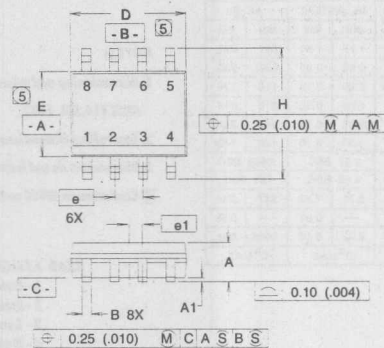 D
- B - 5
8 7 6 5
5 E
- A -
H
⌖ 0.25 (.010) Ⓜ A Ⓜ
1 2 3 4
e
6X
e1
A
- C -
A1
⌓ 0.10 (.004)
B 8X
⌖ 0.25 (.010) Ⓜ C A Ⓢ B Ⓢ